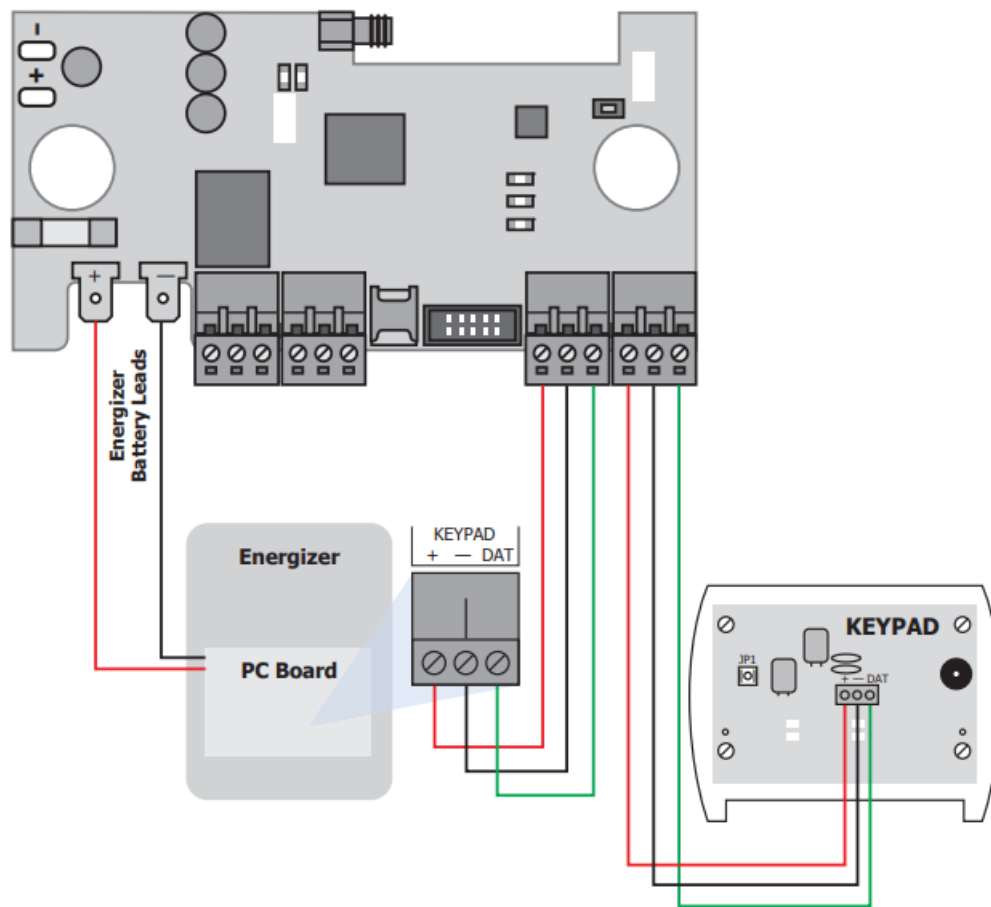 -
+
+
—
Energizer
Battery Leads
Energizer
PC Board
KEYPAD
+ — DAT
KEYPAD
JP1
+ — DAT